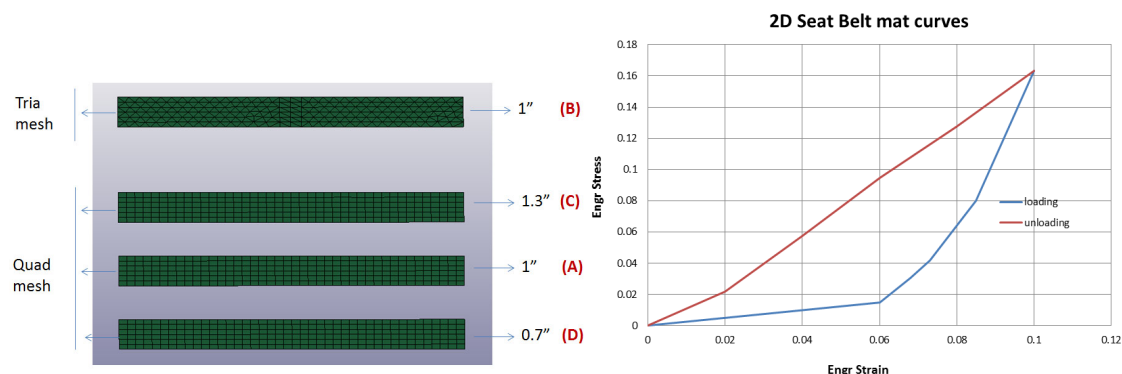 Tria
mesh
1” (B)
1.3” (C)
Quad
mesh
1” (A)
0.7” (D)
2D Seat Belt mat curves
Engr Stress
0.18
0.16
0.14
0.12
0.1
0.08
0.06
0.04
0.02
0
loading
unloading
0 0.02 0.04 0.06 0.08 0.1 0.12
Engr Strain